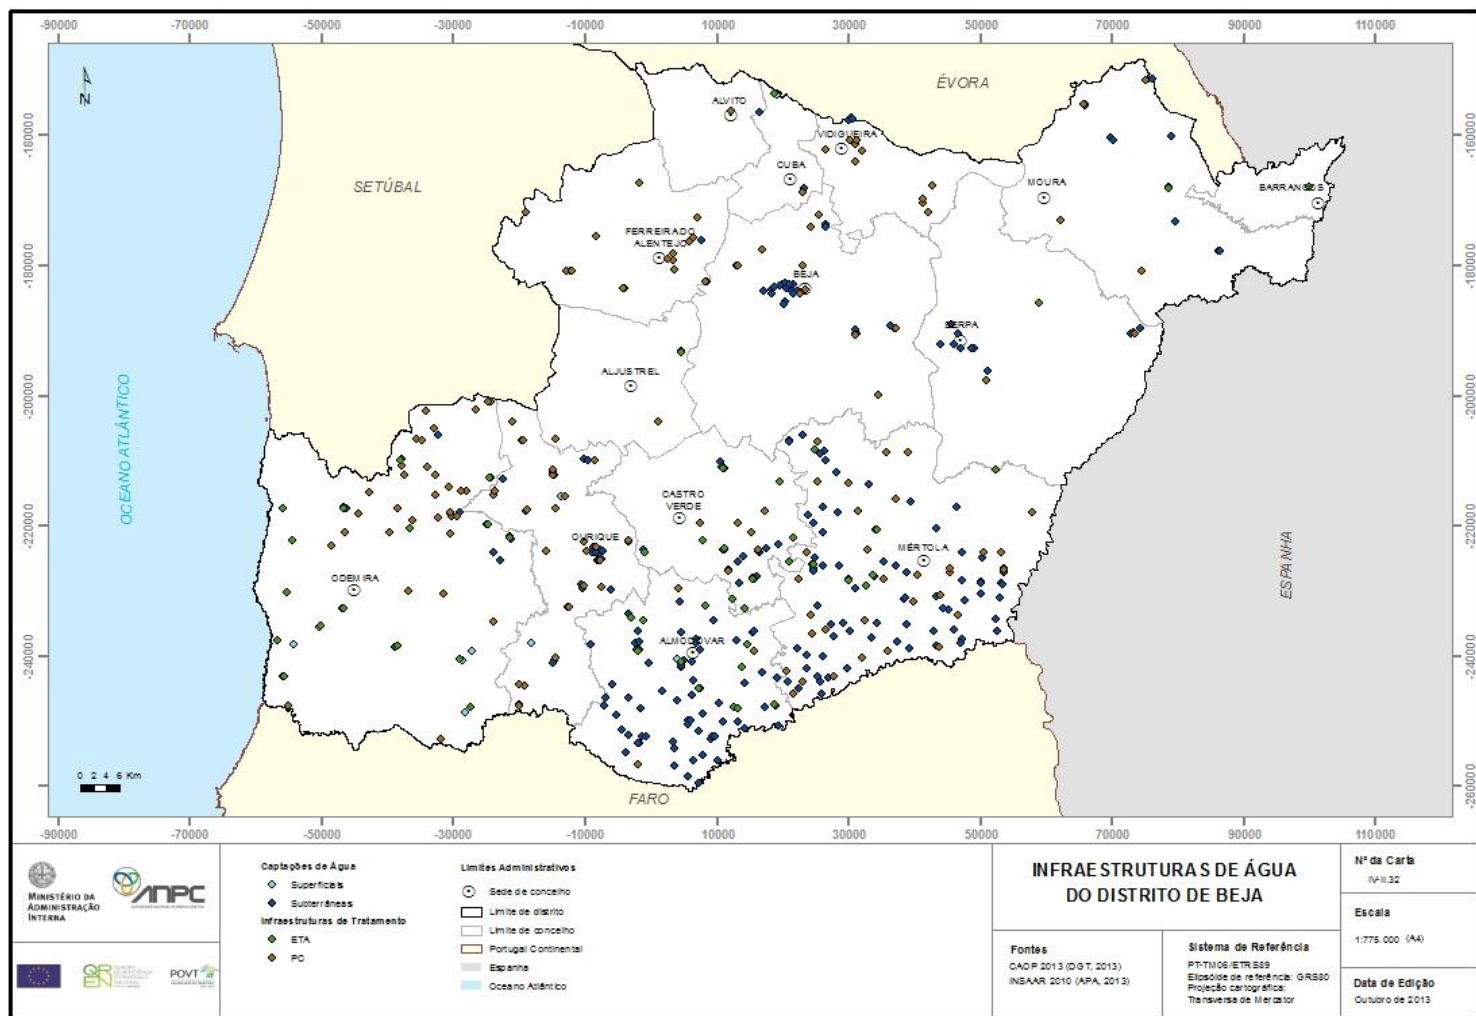 -90000 -70000 -50000 -30000 -10000 10000 30000 50000 70000 90000 110000
-160000 -160000
-180000 -180000
-200000 -200000
-220000 -220000
-240000 -240000
-260000 -260000
N
ÉVORA
ALVITO
VIDIGUEIRA
CUBA
SETÚBAL
MOURA
BARRANCOS
FERREIRA DO
ALENTEJO
BEJA
SERPA
ALJUSTREL
OCEANO ATLÂNTICO
CASTRO
VERDE
OURIQUE
MÉRTOLA
ODEMIRA
ESPANHA
ALMODÔVAR
0 2 4 6 Km
FARO
-90000 -70000 -50000 -30000 -10000 10000 30000 50000 70000 90000 110000
MINISTÉRIO DA
ADMINISTRAÇÃO
INTERNA
ANPC
QREN
POVT
Captações de Água
Superficiais
Subterrâneas
Infraestruturas de Tratamento
ETA
PC
Limites Administrativos
Sede de concelho
Limite de distrito
Limite de concelho
Portugal Continental
Espanha
Oceano Atlântico
INFRAESTRUTURAS DE ÁGUA
DO DISTRITO DE BEJA
Fontes
CAOP 2013 (DGT, 2013)
INSAAR 2010 (APA, 2013)
Sistema de Referência
PT-TM06/ETRS89
Elipsóide de referência: GRS80
Projeção cartográfica:
Transversa de Mercator
Nº da Carta
IV-II.32
Escala
1:775.000 (A4)
Data de Edição
Outubro de 2013